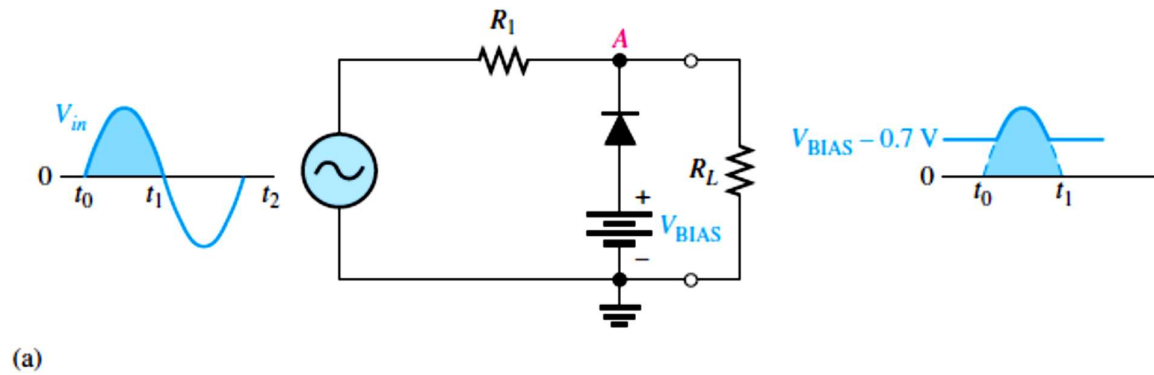 R1
A
Vin
0
t0
t1
t2
RL
+
VBIAS
−
VBIAS − 0.7 V
0
t0
t1
(a)